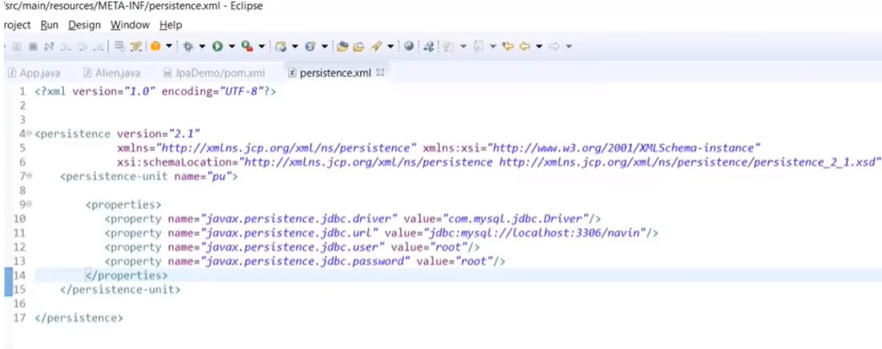 'src/main/resources/META-INF/persistence.xml - Eclipse
roject Run Design Window Help
App.java Alien.java JpaDemo/pom.xml persistence.xml
1 <?xml version="1.0" encoding="UTF-8"?>
2
3
4 <persistence version="2.1"
5 xmlns="http://xmlns.jcp.org/xml/ns/persistence" xmlns:xsi="http://www.w3.org/2001/XMLSchema-instance"
6 xsi:schemaLocation="http://xmlns.jcp.org/xml/ns/persistence http://xmlns.jcp.org/xml/ns/persistence/persistence_2_1.xsd"
7 <persistence-unit name="pu">
8
9 <properties>
10 <property name="javax.persistence.jdbc.driver" value="com.mysql.jdbc.Driver"/>
11 <property name="javax.persistence.jdbc.url" value="jdbc:mysql://localhost:3306/navin"/>
12 <property name="javax.persistence.jdbc.user" value="root"/>
13 <property name="javax.persistence.jdbc.password" value="root"/>
14 </properties>
15 </persistence-unit>
16
17 </persistence>